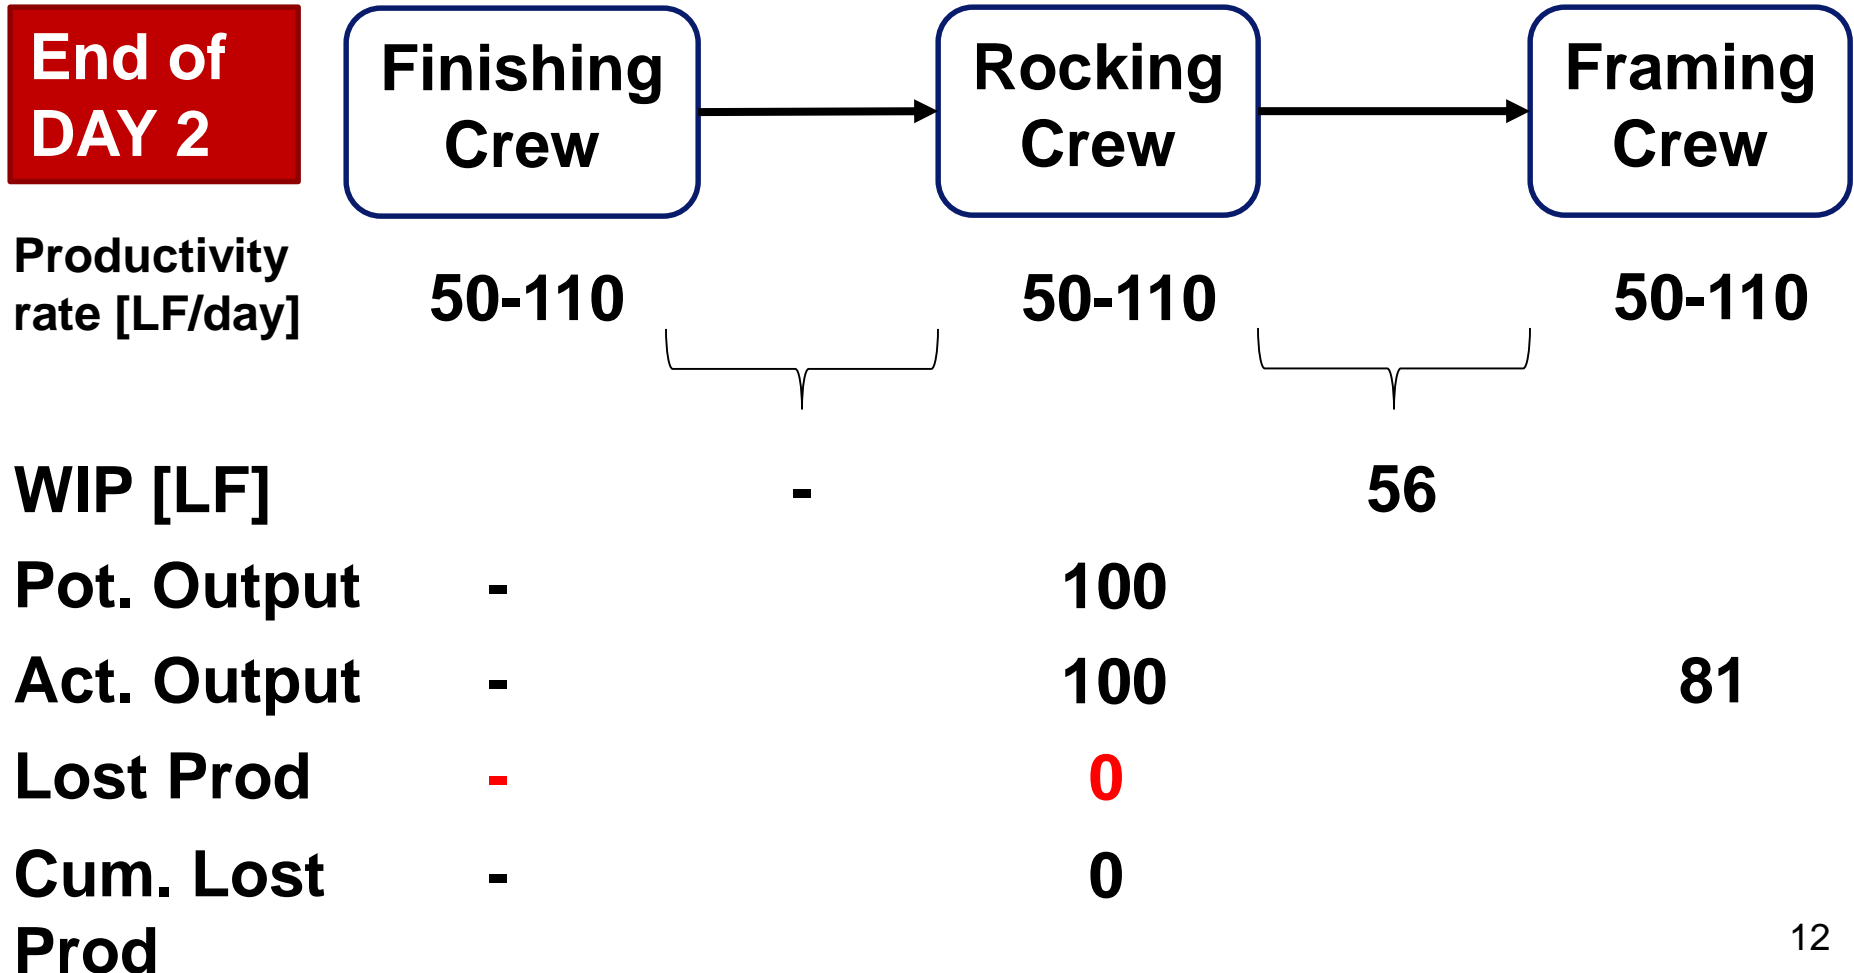 End of
DAY 2
Finishing
Crew
Rocking
Crew
Framing
Crew
Productivity
rate [LF/day]
50-110
50-110
50-110
WIP [LF] - 56
Pot. Output - 100
Act. Output - 100 81
Lost Prod - 0
Cum. Lost - 0
Prod
12